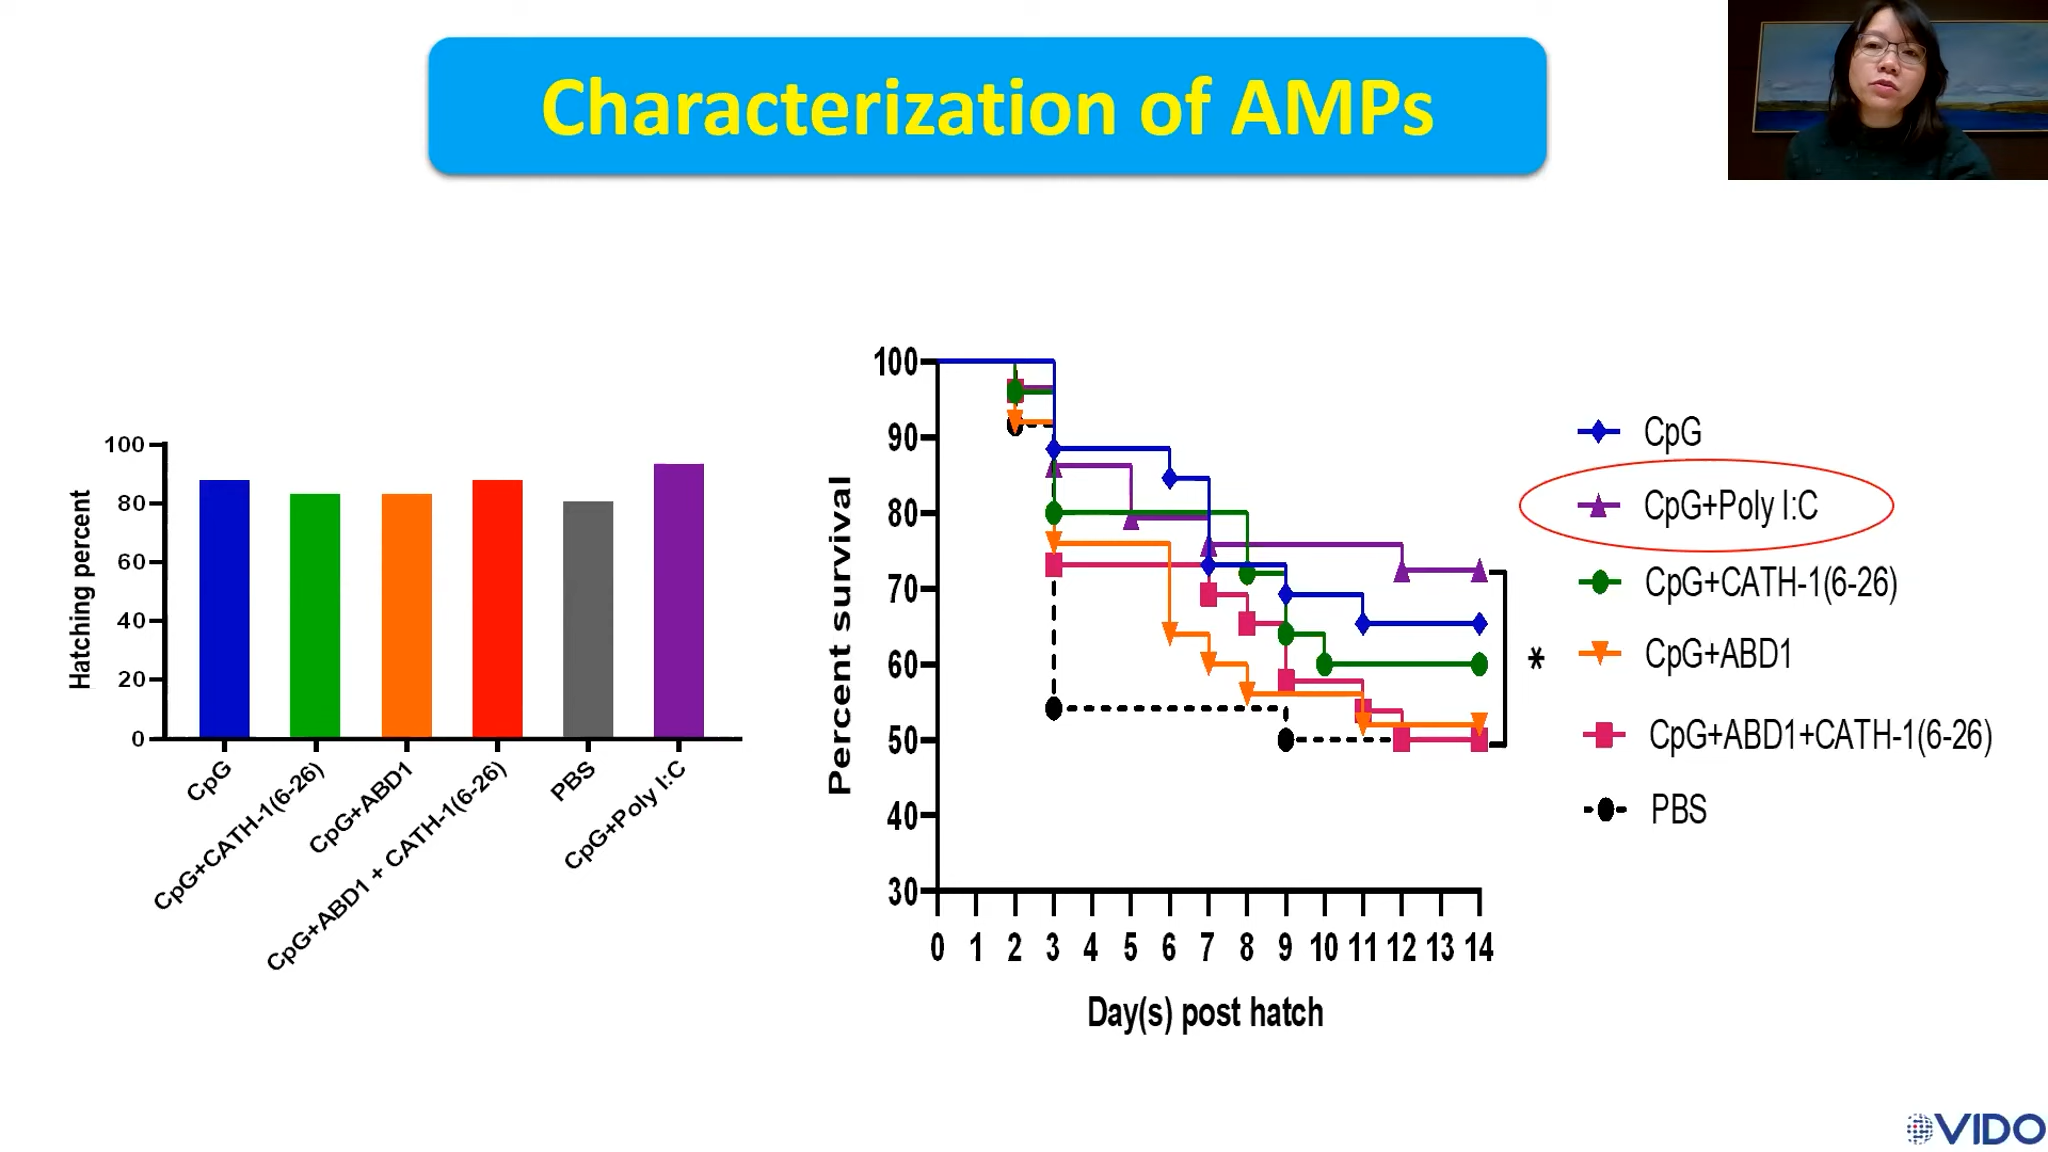 Characterization of AMPs
Hatching percent
100
80
60
40
20
0
CpG
CpG+CATH-1(6-26)
CpG+ABD1
CpG+ABD1 + CATH-1(6-26)
PBS
CpG+Poly I:C
Percent survival
100
90
80
70
60
50
40
30
0 1 2 3 4 5 6 7 8 9 10 11 12 13 14
Day(s) post hatch
*
CpG
CpG+Poly I:C
CpG+CATH-1(6-26)
CpG+ABD1
CpG+ABD1+CATH-1(6-26)
PBS
VIDO